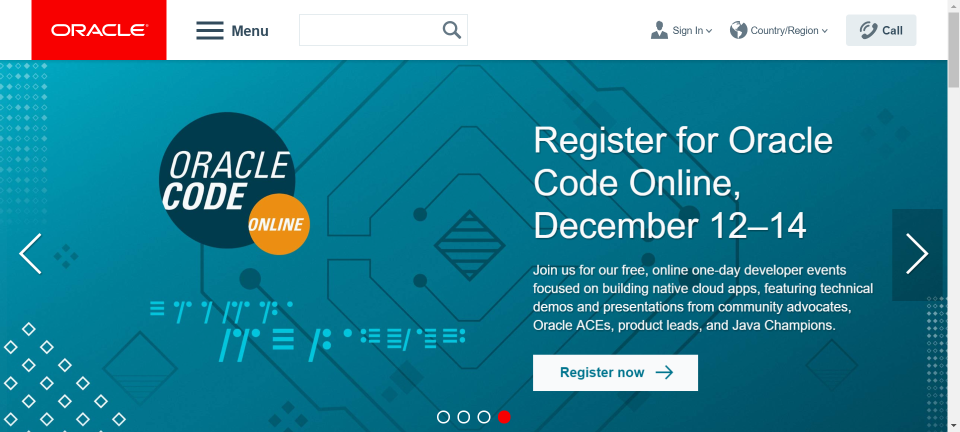 ORACLE
Menu
Sign In
Country/Region
Call
ORACLE
CODE
ONLINE
Register for Oracle
Code Online,
December 12–14
Join us for our free, online one-day developer events
focused on building native cloud apps, featuring technical
demos and presentations from community advocates,
Oracle ACEs, product leads, and Java Champions.
Register now